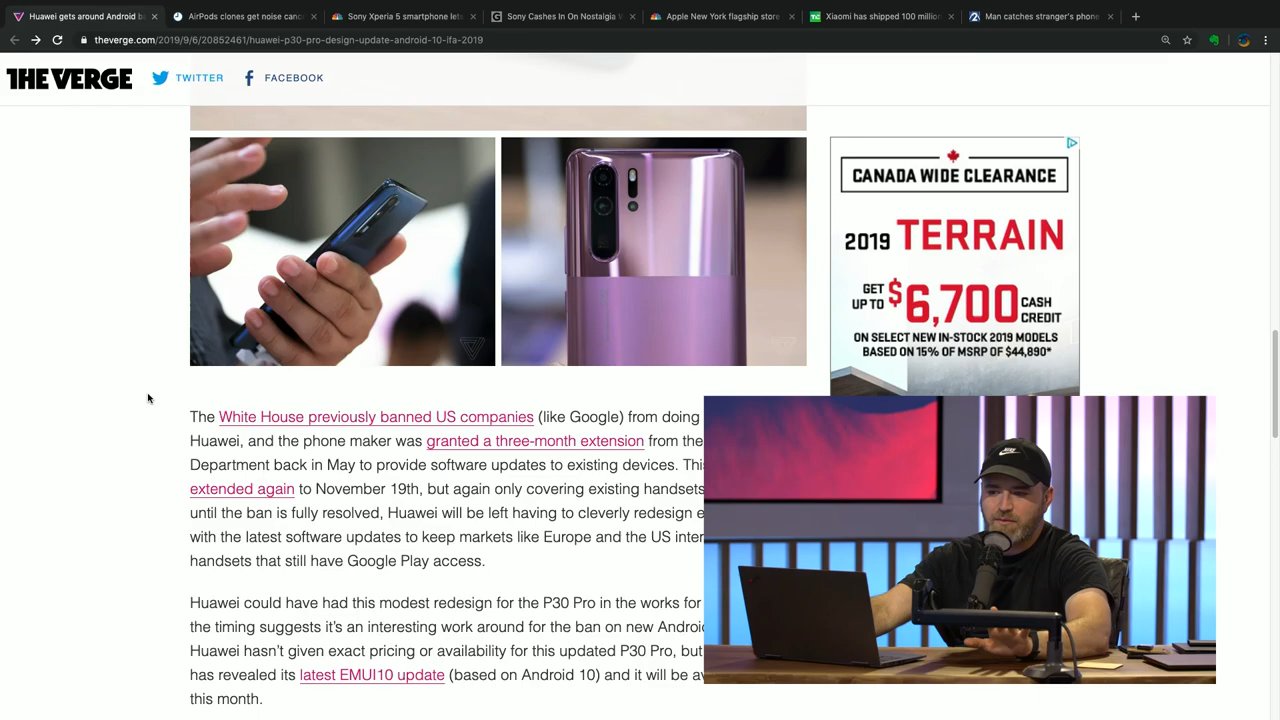 Huawei gets around Android b
AirPods clones get noise canc
Sony Xperia 5 smartphone lets
Sony Cashes In On Nostalgia W
Apple New York flagship store
Xiaomi has shipped 100 million
Man catches stranger's phone
theverge.com/2019/9/6/20852461/huawei-p30-pro-design-update-android-10-ifa-2019
THE VERGE TWITTER FACEBOOK
CANADA WIDE CLEARANCE
2019 TERRAIN
GET UP TO $6,700 CASH CREDIT
ON SELECT NEW IN-STOCK 2019 MODELS
BASED ON 15% OF MSRP OF $44,890*
The White House previously banned US companies (like Google) from doing
Huawei, and the phone maker was granted a three-month extension from the
Department back in May to provide software updates to existing devices. This
extended again to November 19th, but again only covering existing handsets
until the ban is fully resolved, Huawei will be left having to cleverly redesign e
with the latest software updates to keep markets like Europe and the US inter
handsets that still have Google Play access.
Huawei could have had this modest redesign for the P30 Pro in the works for
the timing suggests it's an interesting work around for the ban on new Androi
Huawei hasn't given exact pricing or availability for this updated P30 Pro, but
has revealed its latest EMUI10 update (based on Android 10) and it will be av
this month.